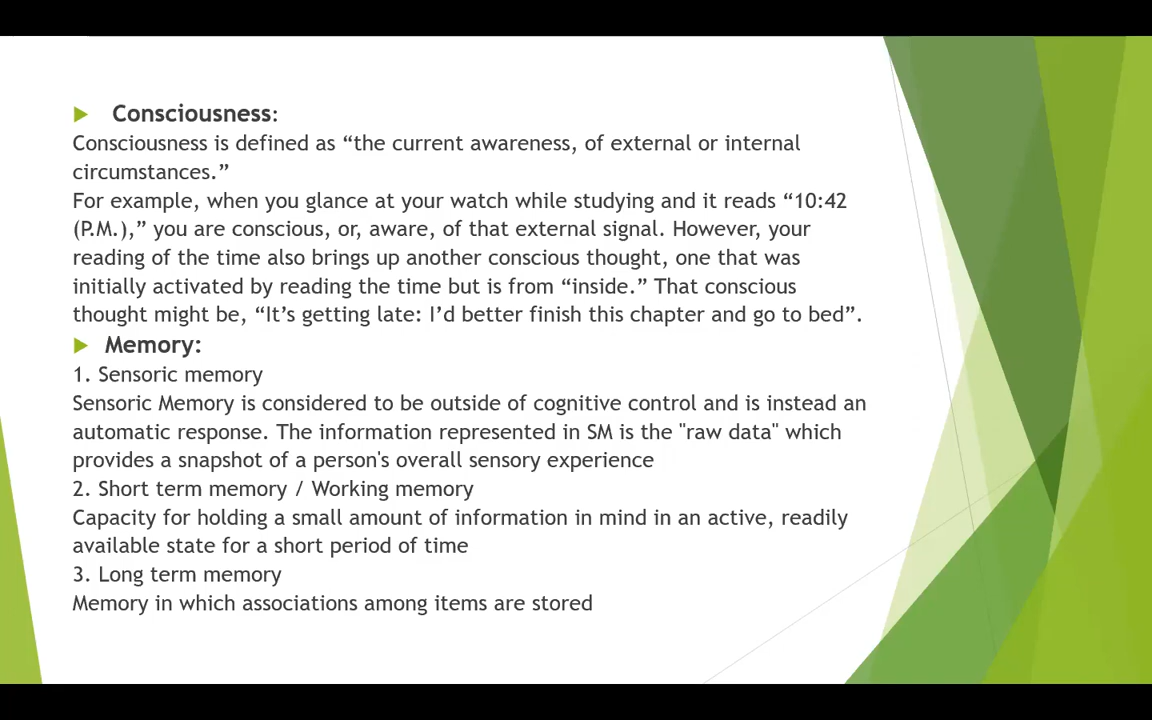 Consciousness:
Consciousness is defined as “the current awareness, of external or internal
circumstances.”
For example, when you glance at your watch while studying and it reads “10:42
(P.M.),” you are conscious, or, aware, of that external signal. However, your
reading of the time also brings up another conscious thought, one that was
initially activated by reading the time but is from “inside.” That conscious
thought might be, “It’s getting late: I’d better finish this chapter and go to bed”.
Memory:
1. Sensoric memory
Sensoric Memory is considered to be outside of cognitive control and is instead an
automatic response. The information represented in SM is the "raw data" which
provides a snapshot of a person's overall sensory experience
2. Short term memory / Working memory
Capacity for holding a small amount of information in mind in an active, readily
available state for a short period of time
3. Long term memory
Memory in which associations among items are stored